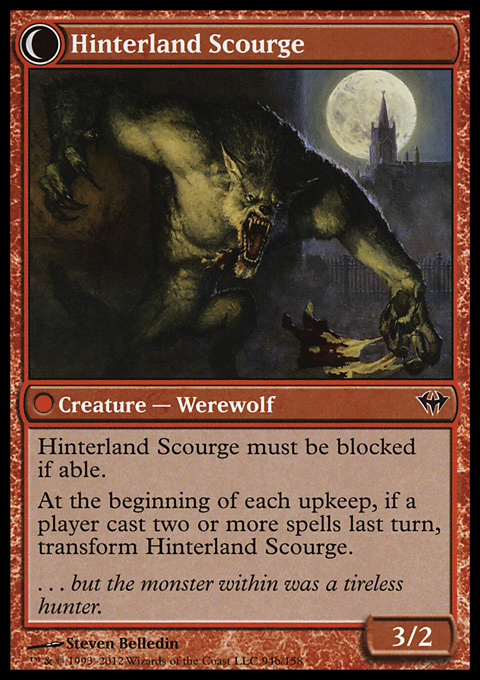 Hinterland Scourge
Creature — Werewolf
Hinterland Scourge must be blocked
if able.
At the beginning of each upkeep, if a
player cast two or more spells last turn,
transform Hinterland Scourge.
. . . but the monster within was a tireless
hunter.
3/2
Steven Belledin
™ & © 1993–2012 Wizards of the Coast LLC 94b/158